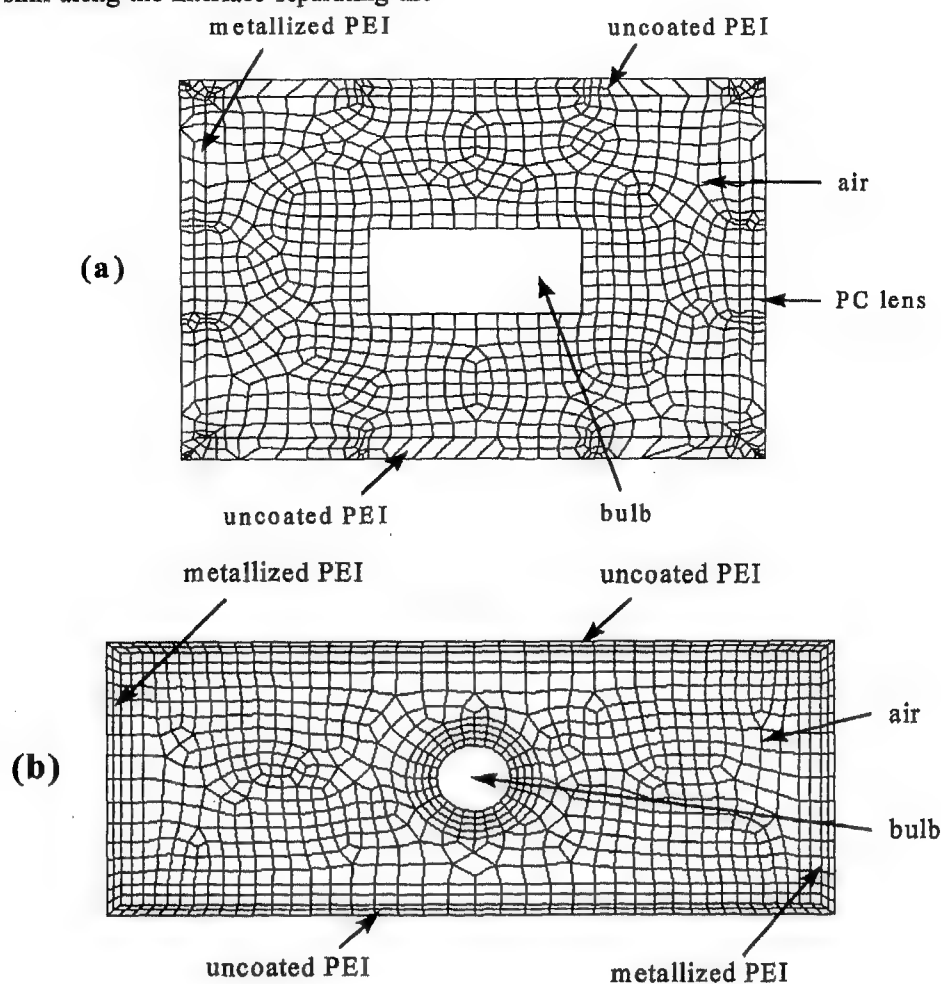 metallized PEI
uncoated PEI
air
(a)
PC lens
uncoated PEI
bulb
metallized PEI
uncoated PEI
air
(b)
bulb
uncoated PEI
metallized PEI